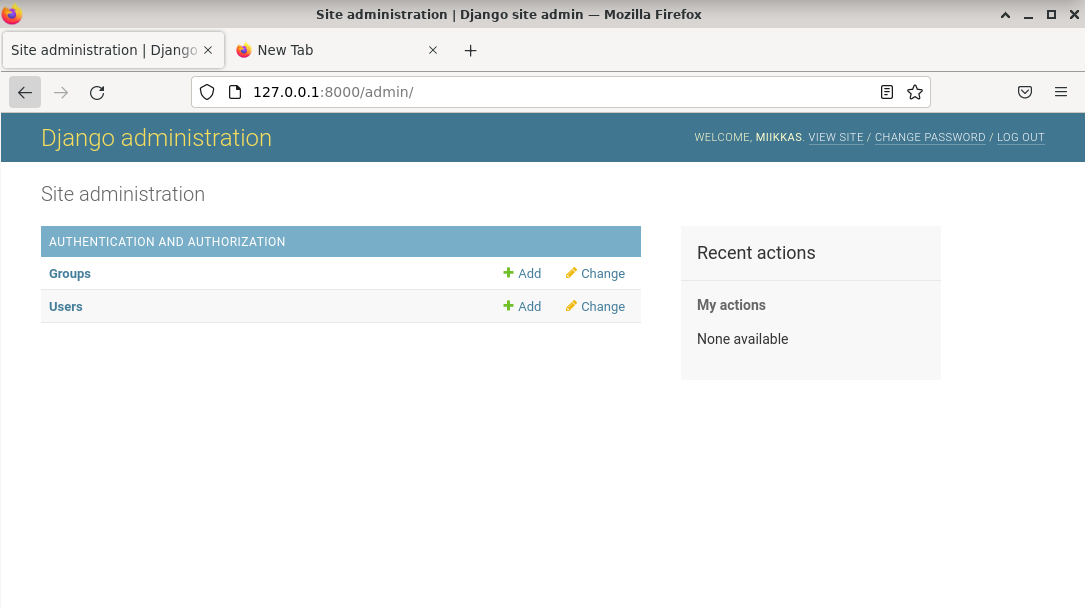 Site administration | Django site admin — Mozilla Firefox
Site administration | Django
New Tab
127.0.0.1:8000/admin/
Django administration
WELCOME, MIIKKAS. VIEW SITE / CHANGE PASSWORD / LOG OUT
Site administration
AUTHENTICATION AND AUTHORIZATION
Groups Add Change
Users Add Change
Recent actions
My actions
None available